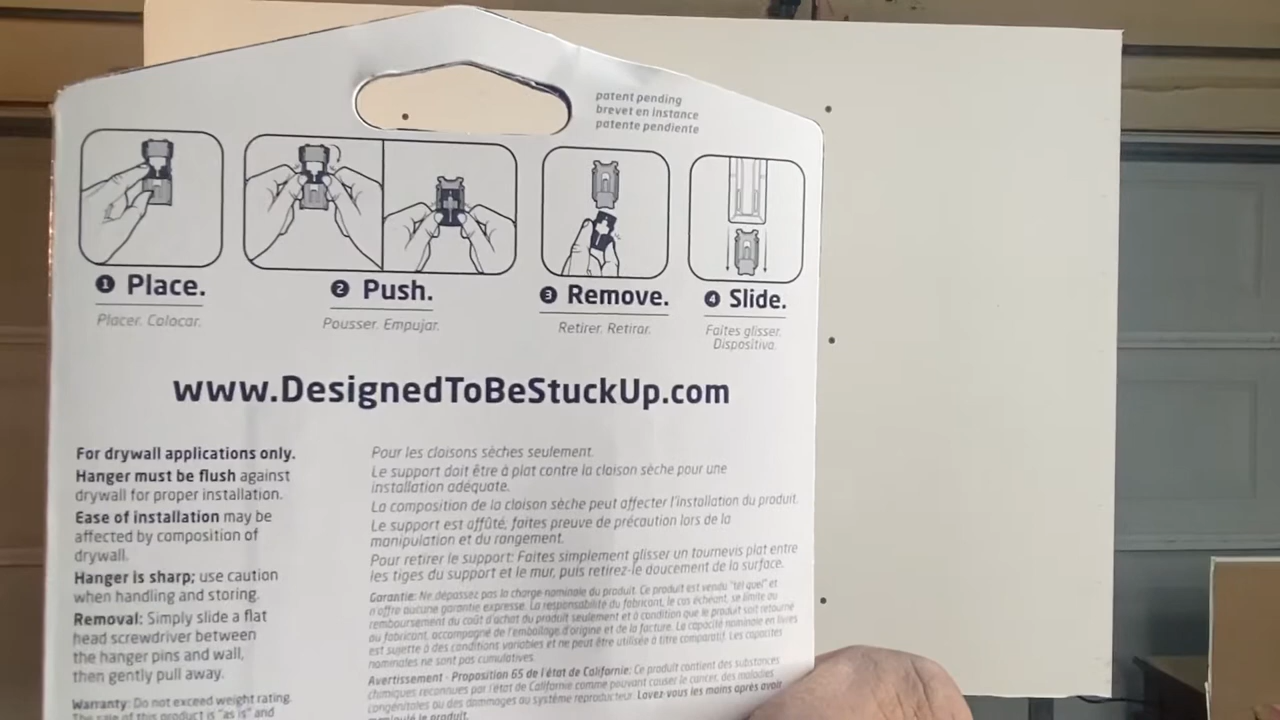 patent pending
brevet en instance
patente pendiente
1 Place.
Placer. Colocar.
2 Push.
Pousser. Empujar.
3 Remove.
Retirer. Retirar.
4 Slide.
Faites glisser.
Dispositiva.
www.DesignedToBeStuckUp.com
For drywall applications only.
Hanger must be flush against
drywall for proper installation.
Ease of installation may be
affected by composition of
drywall.
Hanger is sharp; use caution
when handling and storing.
Removal: Simply slide a flat
head screwdriver between
the hanger pins and wall,
then gently pull away.
Warranty: Do not exceed weight rating.
The sale of this product is "as is" and
Pour les cloisons sèches seulement.
Le support doit être à plat contre la cloison sèche pour une
installation adéquate.
La composition de la cloison sèche peut affecter l'installation du produit.
Le support est affûté; faites preuve de précaution lors de la
manipulation et du rangement.
Pour retirer le support: Faites simplement glisser un tournevis plat entre
les tiges du support et le mur, puis retirez-le doucement de la surface.
Garantie: Ne dépassez pas la charge nominale du produit. Ce produit est vendu "tel quel" et
n'offre aucune garantie expresse. La responsabilité du fabricant, le cas échéant, se limite au
remboursement du coût d'achat du produit seulement et à condition que le produit soit retourné
au fabricant, accompagné de l'emballage d'origine et de la facture. La capacité nominale en livres
est sujette à des conditions variables et ne peut être utilisée à titre comparatif. Les capacités
nominales ne sont pas cumulatives.
Avertissement - Proposition 65 de l'état de Californie: Ce produit contient des substances
chimiques reconnues par l'état de Californie comme pouvant causer le cancer, des maladies
congénitales ou des dommages au système reproducteur. Lavez-vous les mains après avoir
manipulé le produit.